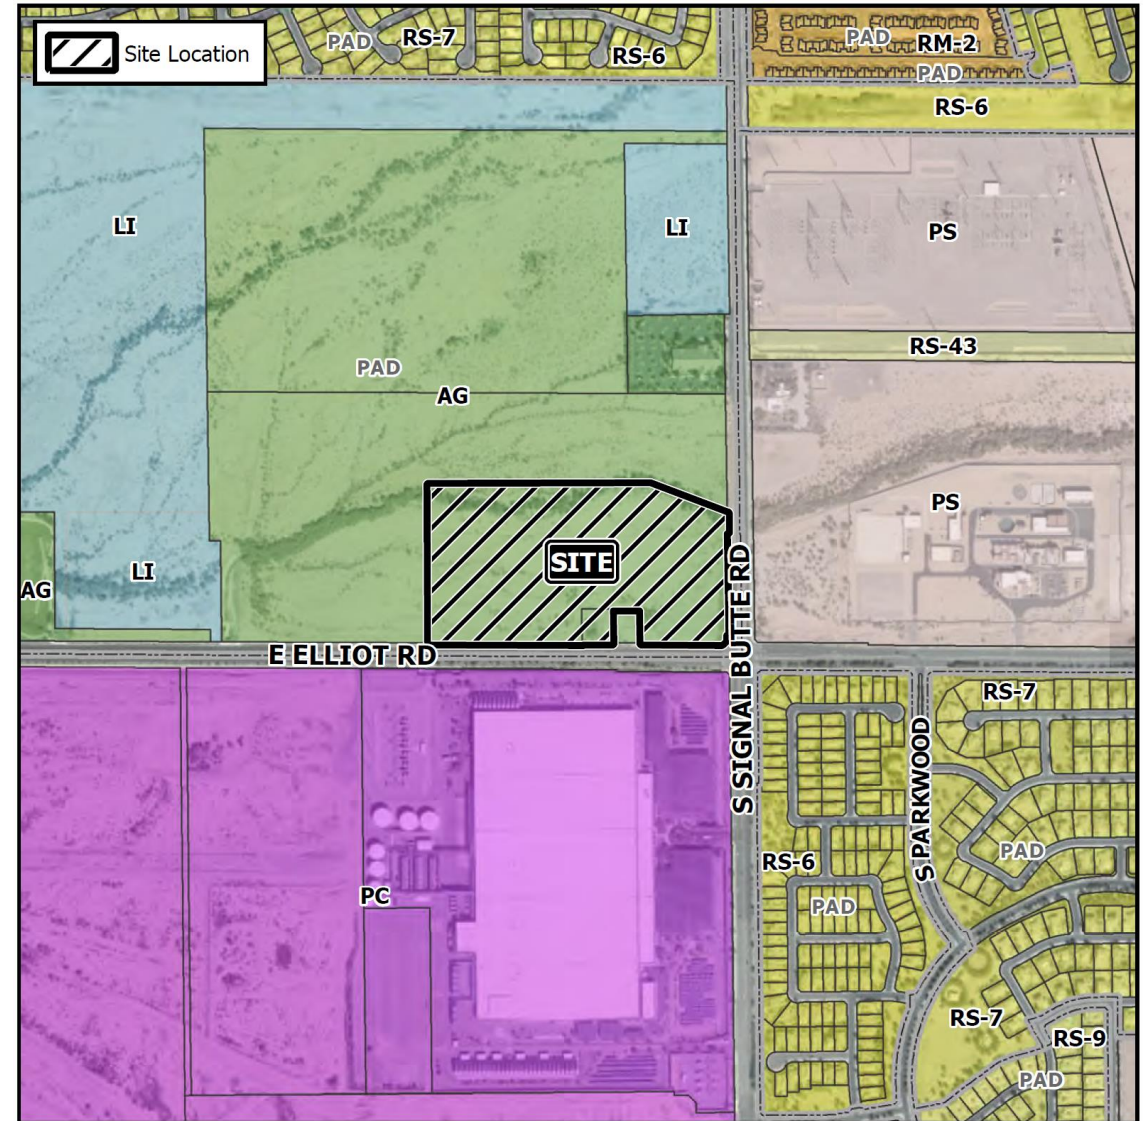 PAD
RS-7
RS-6
PAD
RM-2
PAD
Site Location
RS-6
LI
LI
PS
RS-43
PAD
AG
PS
SITE
LI
AG
E ELLIOT RD
S SIGNAL BUTTE RD
RS-7
S PARKWOOD
PAD
RS-6
PC
PAD
RS-7
RS-9
PAD